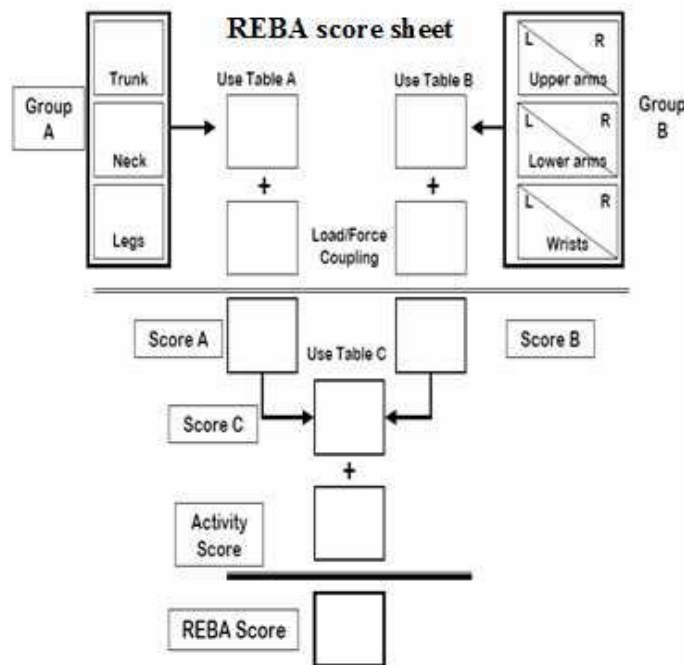 REBA score sheet
Group
A
Trunk
Neck
Legs
Use Table A
+
Use Table B
+
L R
Upper arms
L R
Lower arms
L R
Wrists
Group
B
Load/Force
Coupling
Score A
Use Table C
Score B
Score C
+
Activity
Score
REBA Score